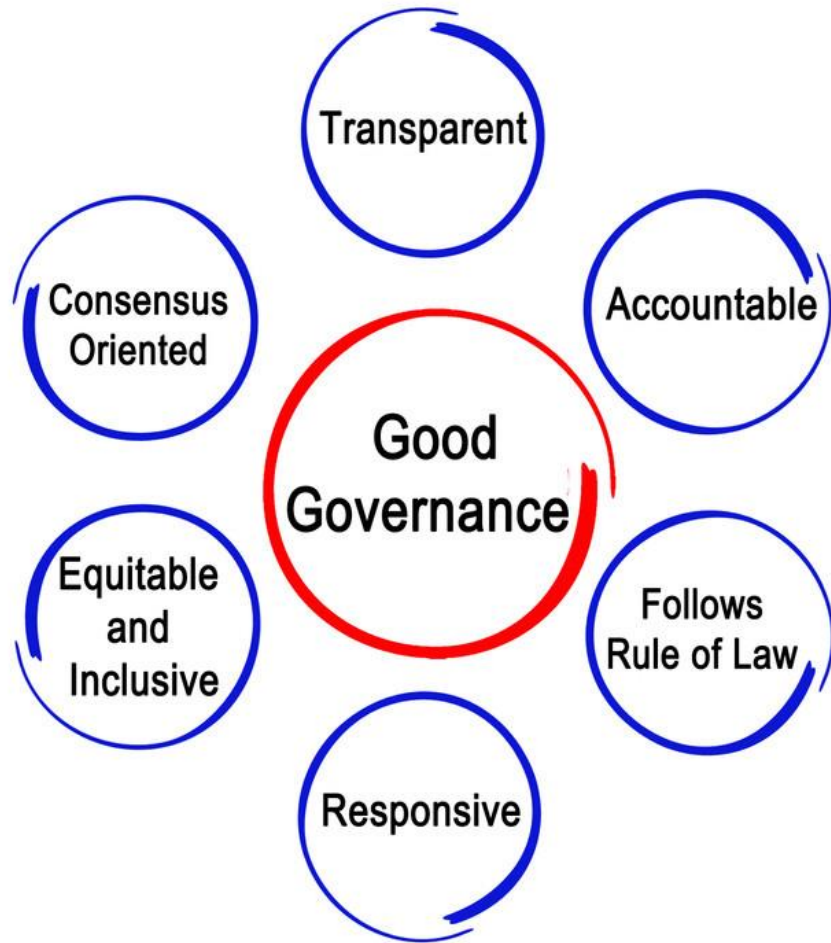 Transparent
Consensus
Oriented
Accountable
Good
Governance
Equitable
and
Inclusive
Follows
Rule of Law
Responsive